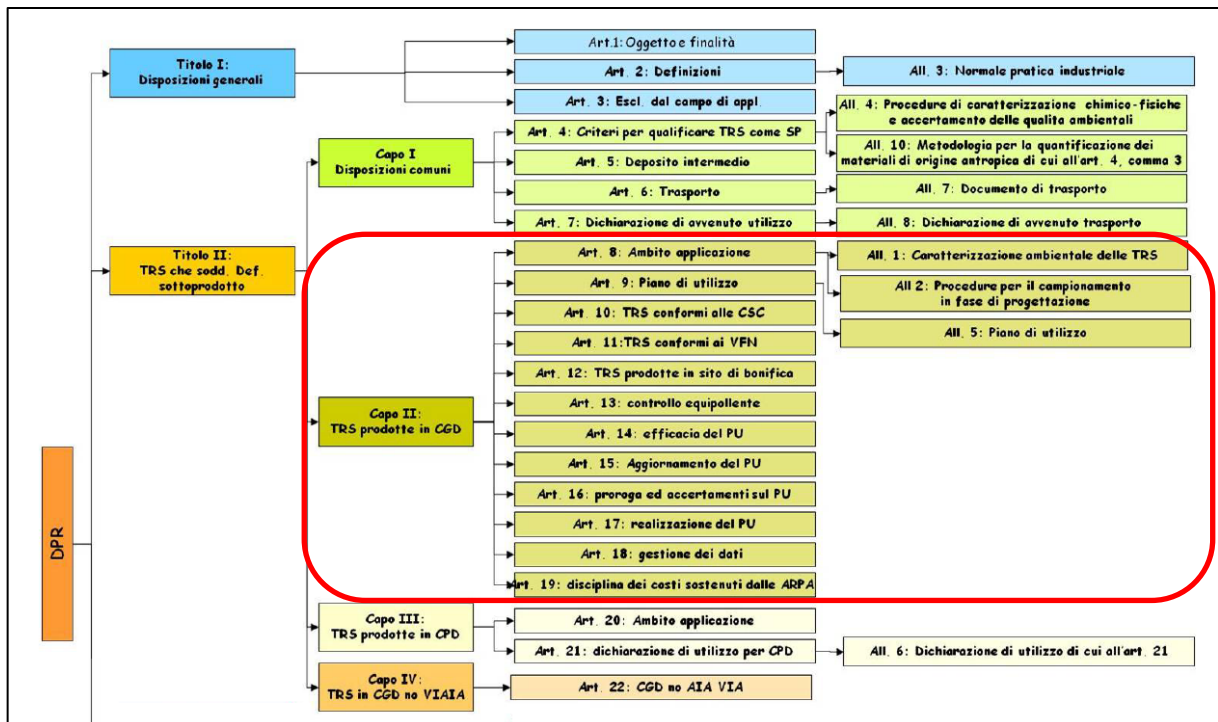 DPR
Titolo I:
Disposizioni generali
Art.1: Oggetto e finalità
Art. 2: Definizioni
All. 3: Normale pratica industriale
Art. 3: Escl. dal campo di appl.
Titolo II:
TRS che sodd. Def.
sottoprodotto
Capo I
Disposizioni comuni
Art. 4: Criteri per qualificare TRS come SP
All. 4: Procedure di caratterizzazione chimico-fisiche
e accertamento delle qualita ambientali
All. 10: Metodologia per la quantificazione dei
materiali di origine antropica di cui all'art. 4, comma 3
Art. 5: Deposito intermedio
Art. 6: Trasporto
All. 7: Documento di trasporto
Art. 7: Dichiarazione di avvenuto utilizzo
All. 8: Dichiarazione di avvenuto trasporto
Capo II:
TRS prodotte in CGD
Art. 8: Ambito applicazione
All. 1: Caratterizzazione ambientale delle TRS
All 2: Procedure per il campionamento
in fase di progettazione
Art. 9: Piano di utilizzo
All. 5: Piano di utilizzo
Art. 10: TRS conformi alle CSC
Art. 11:TRS conformi ai VFN
Art. 12: TRS prodotte in sito di bonifica
Art. 13: controllo equipollente
Art. 14: efficacia del PU
Art. 15: Aggiornamento del PU
Art. 16: proroga ed accertamenti sul PU
Art. 17: realizzazione del PU
Art. 18: gestione dei dati
Art. 19: disciplina dei costi sostenuti dalle ARPA
Capo III:
TRS prodotte in CPD
Art. 20: Ambito applicazione
Art. 21: dichiarazione di utilizzo per CPD
All. 6: Dichiarazione di utilizzo di cui all'art. 21
Capo IV:
TRS in CGD no VIAIA
Art. 22: CGD no AIA VIA